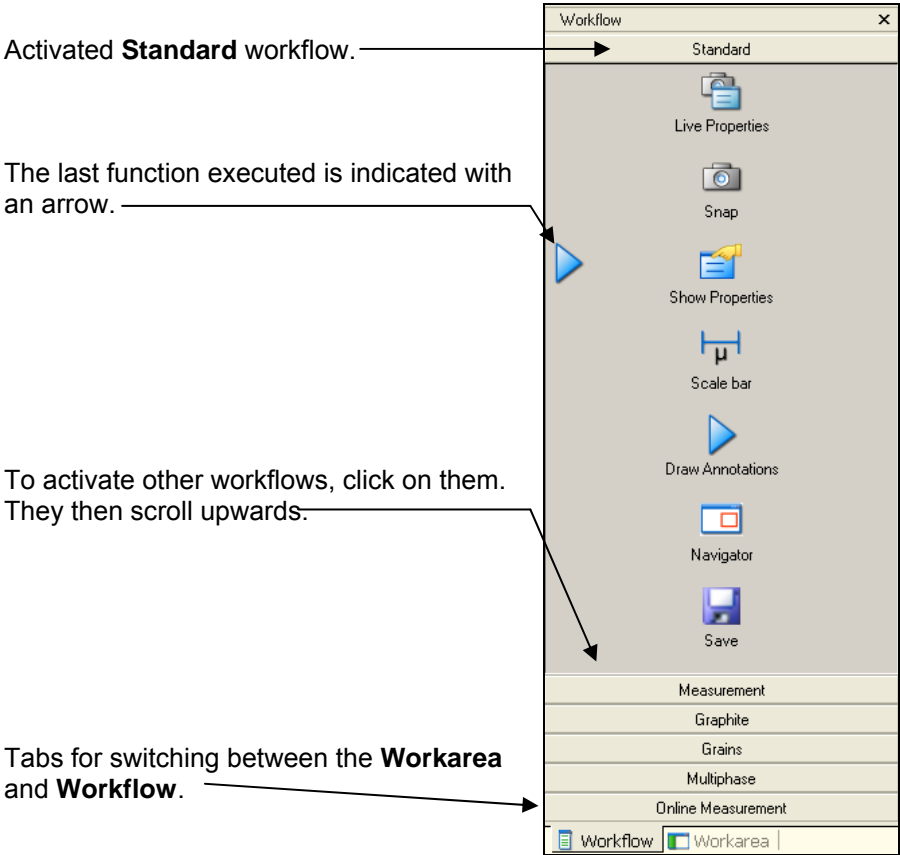 Workflow
Activated Standard workflow.
Standard
Live Properties
The last function executed is indicated with
an arrow.
Snap
Show Properties
µ
Scale bar
Draw Annotations
To activate other workflows, click on them.
They then scroll upwards.
Navigator
Save
Measurement
Graphite
Grains
Multiphase
Online Measurement
Tabs for switching between the Workarea
and Workflow.
Workflow Workarea